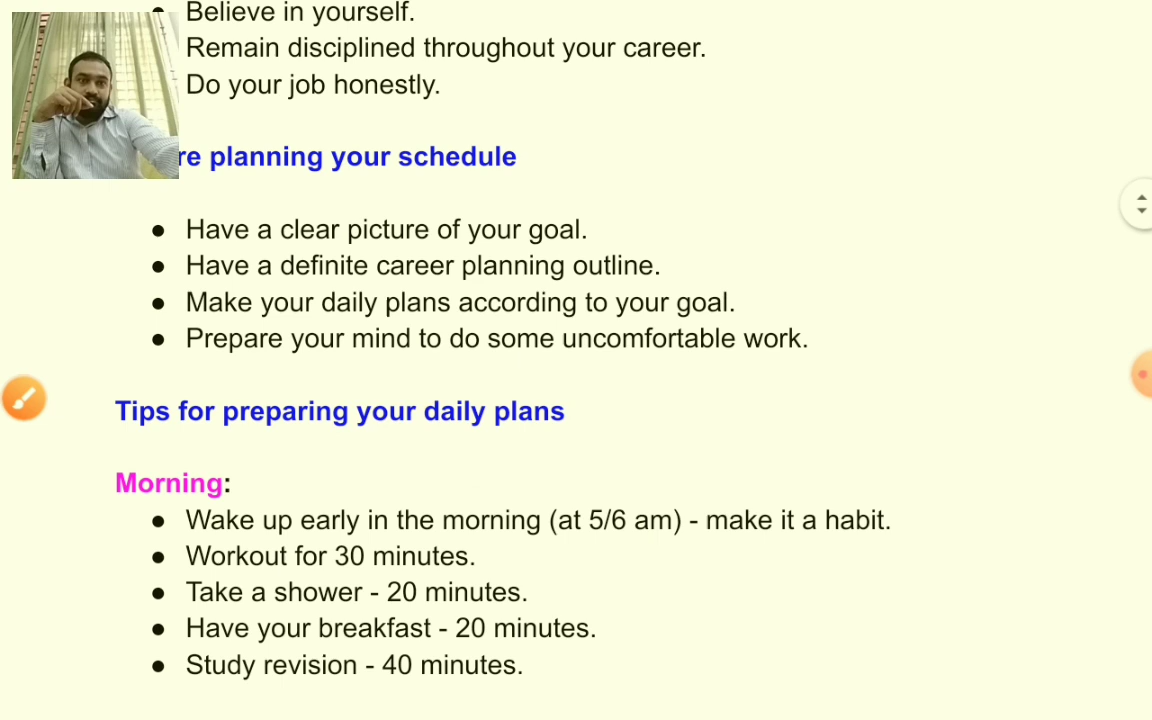 ● Believe in yourself.
Remain disciplined throughout your career.
Do your job honestly.
re planning your schedule
● Have a clear picture of your goal.
● Have a definite career planning outline.
● Make your daily plans according to your goal.
● Prepare your mind to do some uncomfortable work.
Tips for preparing your daily plans
Morning:
● Wake up early in the morning (at 5/6 am) - make it a habit.
● Workout for 30 minutes.
● Take a shower - 20 minutes.
● Have your breakfast - 20 minutes.
● Study revision - 40 minutes.